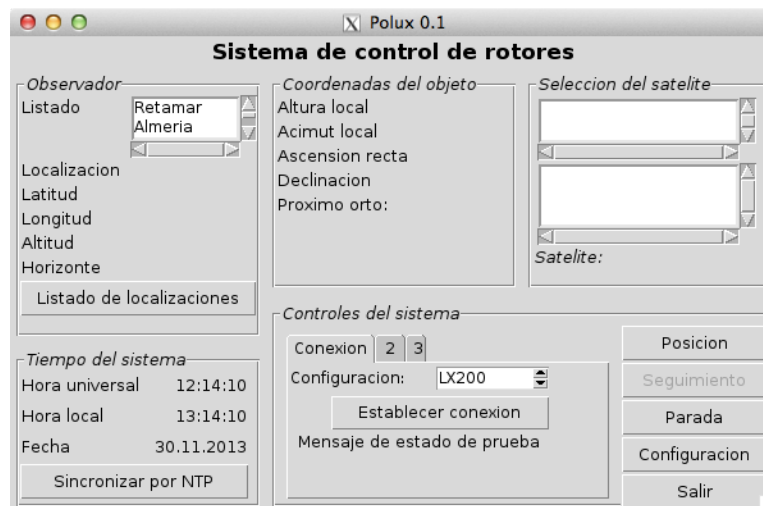 Polux 0.1
Sistema de control de rotores
Observador
Listado
Retamar
Almeria
Localizacion
Latitud
Longitud
Altitud
Horizonte
Listado de localizaciones
Coordenadas del objeto
Altura local
Acimut local
Ascension recta
Declinacion
Proximo orto:
Seleccion del satelite
Satelite:
Tiempo del sistema
Hora universal 12:14:10
Hora local 13:14:10
Fecha 30.11.2013
Sincronizar por NTP
Controles del sistema
Conexion 2 3
Configuracion: LX200
Establecer conexion
Mensaje de estado de prueba
Posicion
Seguimiento
Parada
Configuracion
Salir